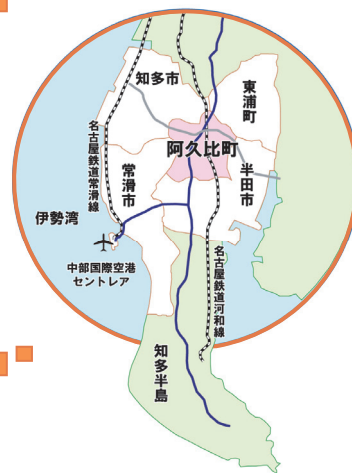 知多市
東浦町
阿久比町
名古屋鉄道常滑線
常滑市
半田市
伊勢湾
中部国際空港
セントレア
名古屋鉄道河和線
知多半島